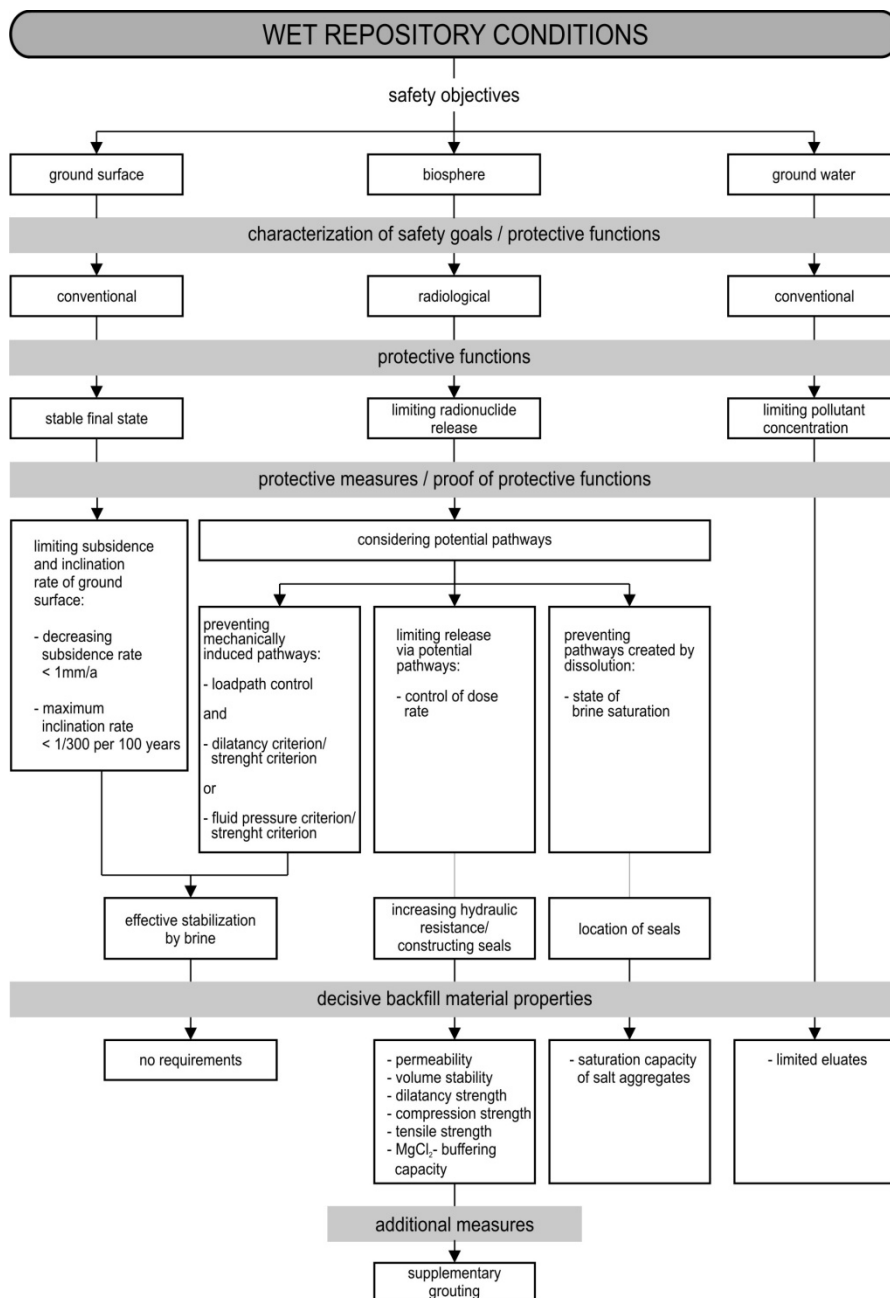 WET REPOSITORY CONDITIONS
safety objectives
ground surface
biosphere
ground water
characterization of safety goals / protective functions
conventional
radiological
conventional
protective functions
stable final state
limiting radionuclide
release
limiting pollutant
concentration
protective measures / proof of protective functions
limiting subsidence
and inclination
rate of ground
surface:
- decreasing
subsidence rate
< 1mm/a
- maximum
inclination rate
< 1/300 per 100 years
considering potential pathways
preventing
mechanically
induced pathways:
- loadpath control
and
- dilatancy criterion/
strenght criterion
or
- fluid pressure criterion/
strenght criterion
limiting release
via potential
pathways:
- control of dose
rate
preventing
pathways created by
dissolution:
- state of
brine saturation
effective stabilization
by brine
increasing hydraulic
resistance/
constructing seals
location of seals
decisive backfill material properties
no requirements
- permeability
- volume stability
- dilatancy strength
- compression strength
- tensile strength
- MgCl₂- buffering
capacity
- saturation capacity
of salt aggregates
- limited eluates
additional measures
supplementary
grouting